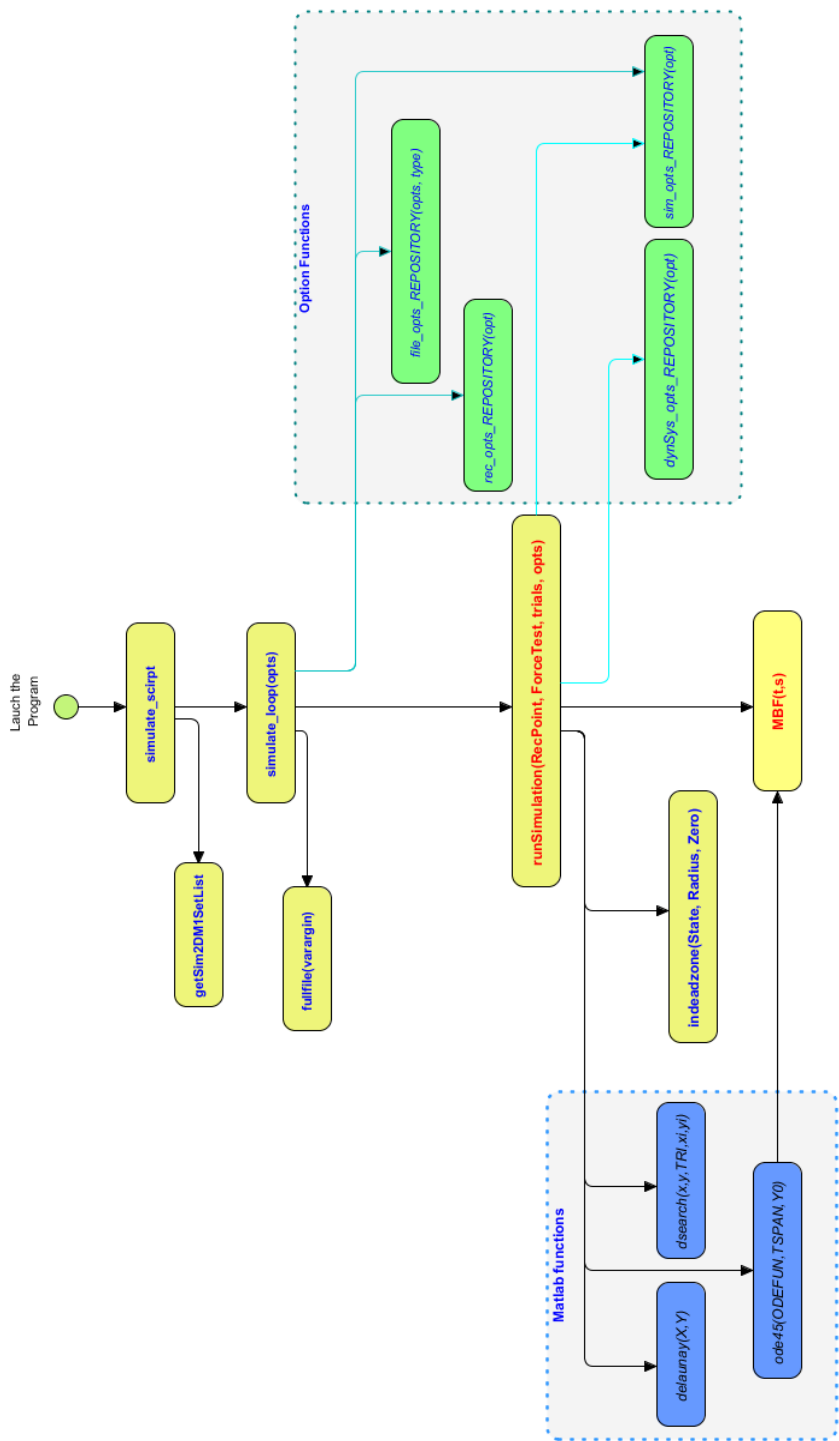 Lauch the
Program
simulate_scirpt
getSim2DM1SetList
simulate_loop(opts)
fullfile(varargin)
Option Functions
file_opts_REPOSITORY(opts, type)
rec_opts_REPOSITORY(opt)
sim_opts_REPOSITORY(opt)
dynSys_opts_REPOSITORY(opt)
runSimulation(RecPoint, ForceTest, trials, opts)
indeadzone(State, Radius, Zero)
MBF(t,s)
Matlab functions
dsearch(x,y,TRI,xi,yi)
delaunay(X,Y)
ode45(ODEFUN,TSPAN,Y0)